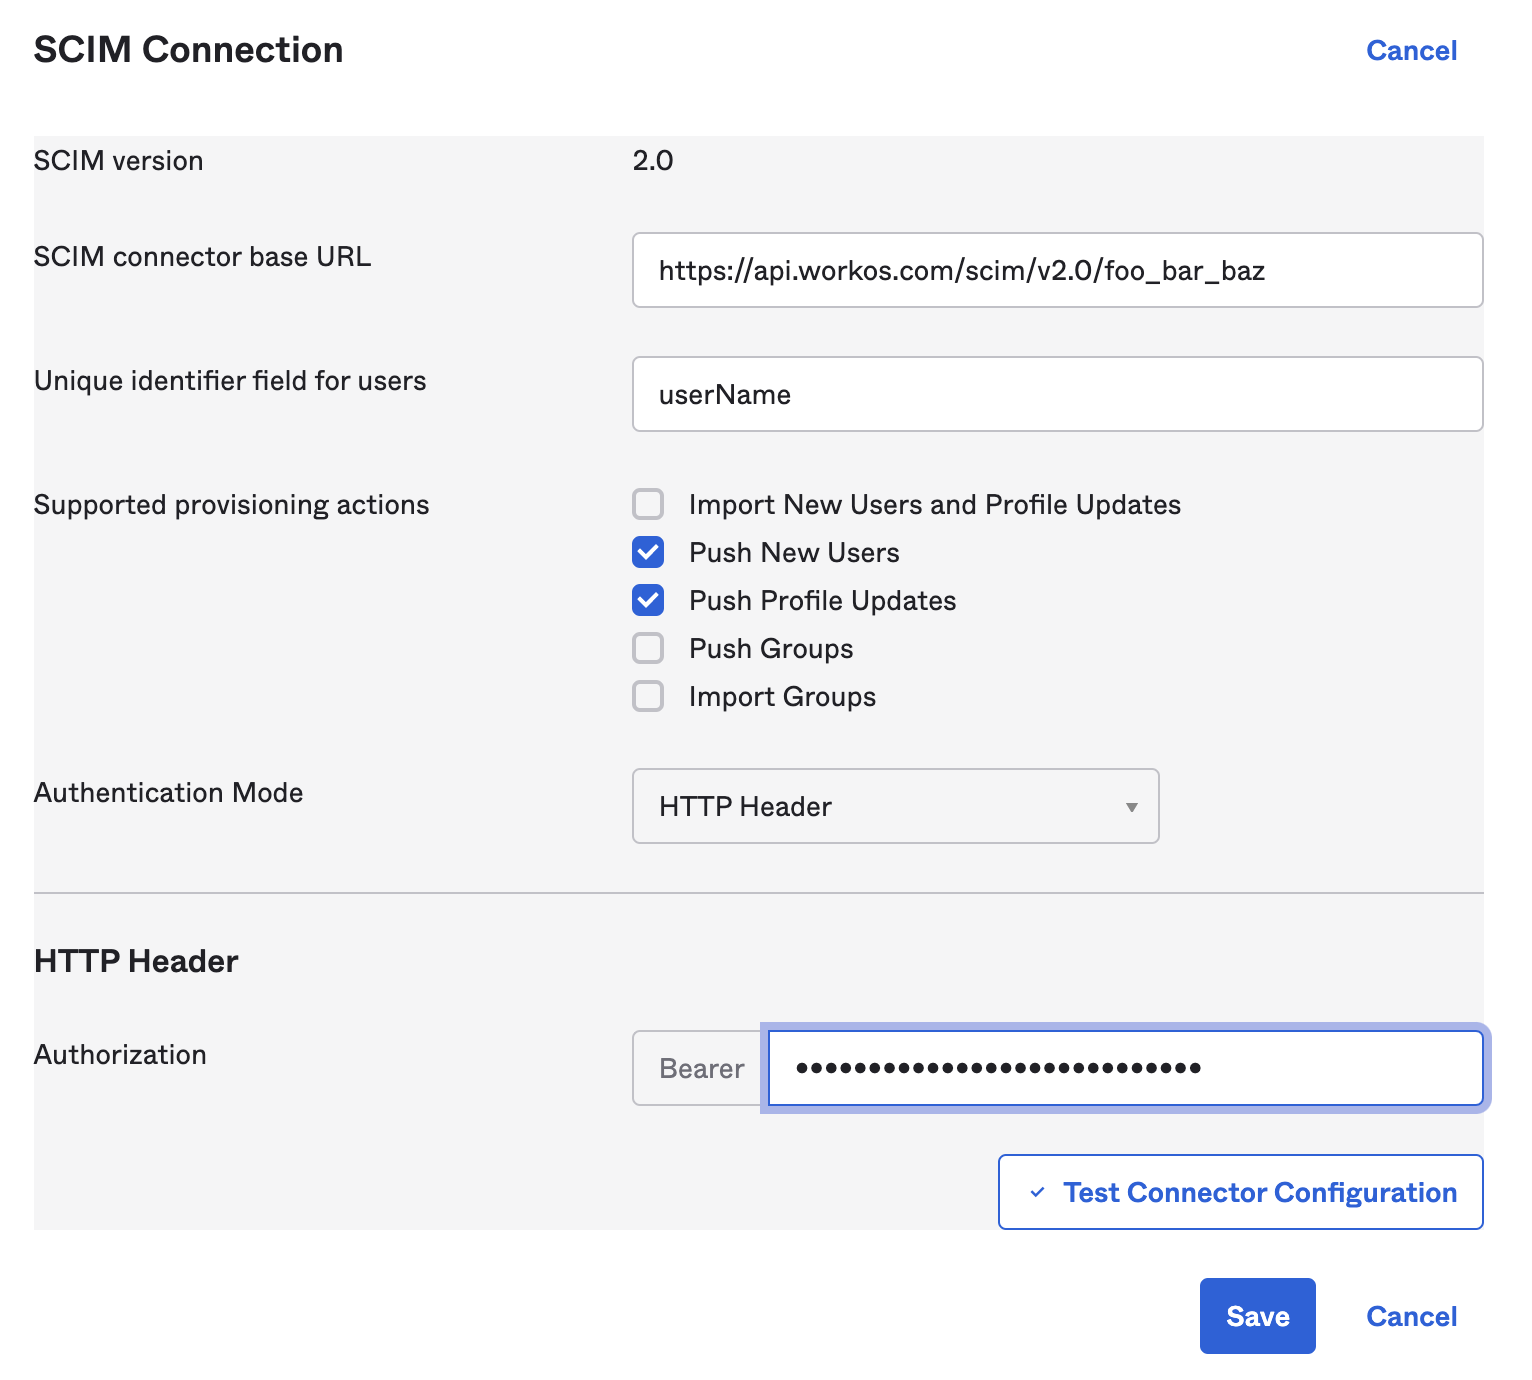 SCIM Connection
Cancel
SCIM version
2.0
SCIM connector base URL
https://api.workos.com/scim/v2.0/foo_bar_baz
Unique identifier field for users
userName
Supported provisioning actions
Import New Users and Profile Updates
Push New Users
Push Profile Updates
Push Groups
Import Groups
Authentication Mode
HTTP Header
HTTP Header
Authorization
Bearer
••••••••••••••••••••••••••••
Test Connector Configuration
Save
Cancel